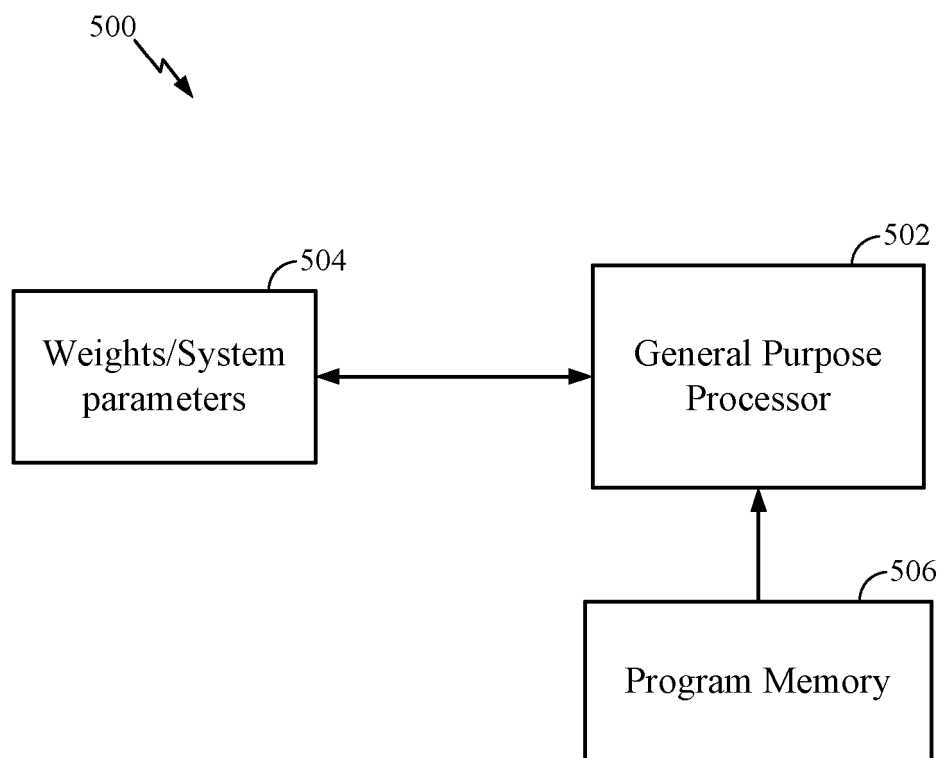 500
502
504
General Purpose
Processor
Weights/System
parameters
506
Program Memory